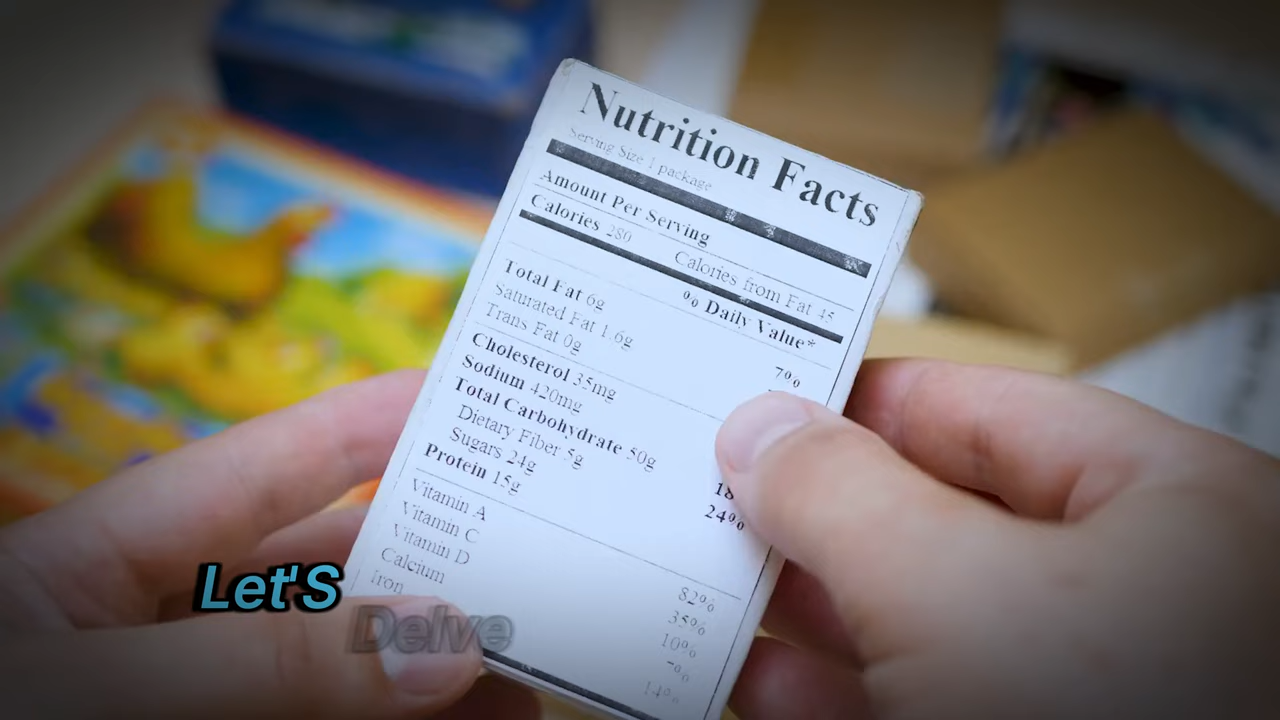 Nutrition Facts
Serving Size 1 package
Amount Per Serving
Calories 280 Calories from Fat 45
% Daily Value*
Total Fat 6g 7%
Saturated Fat 1.6g
Trans Fat 0g
Cholesterol 35mg
Sodium 420mg
Total Carbohydrate 50g
Dietary Fiber 5g
Sugars 24g 24%
Protein 15g
Vitamin A 82%
Vitamin C 35%
Vitamin D 10%
Calcium 7%
Iron 14%
Let'S
Delve